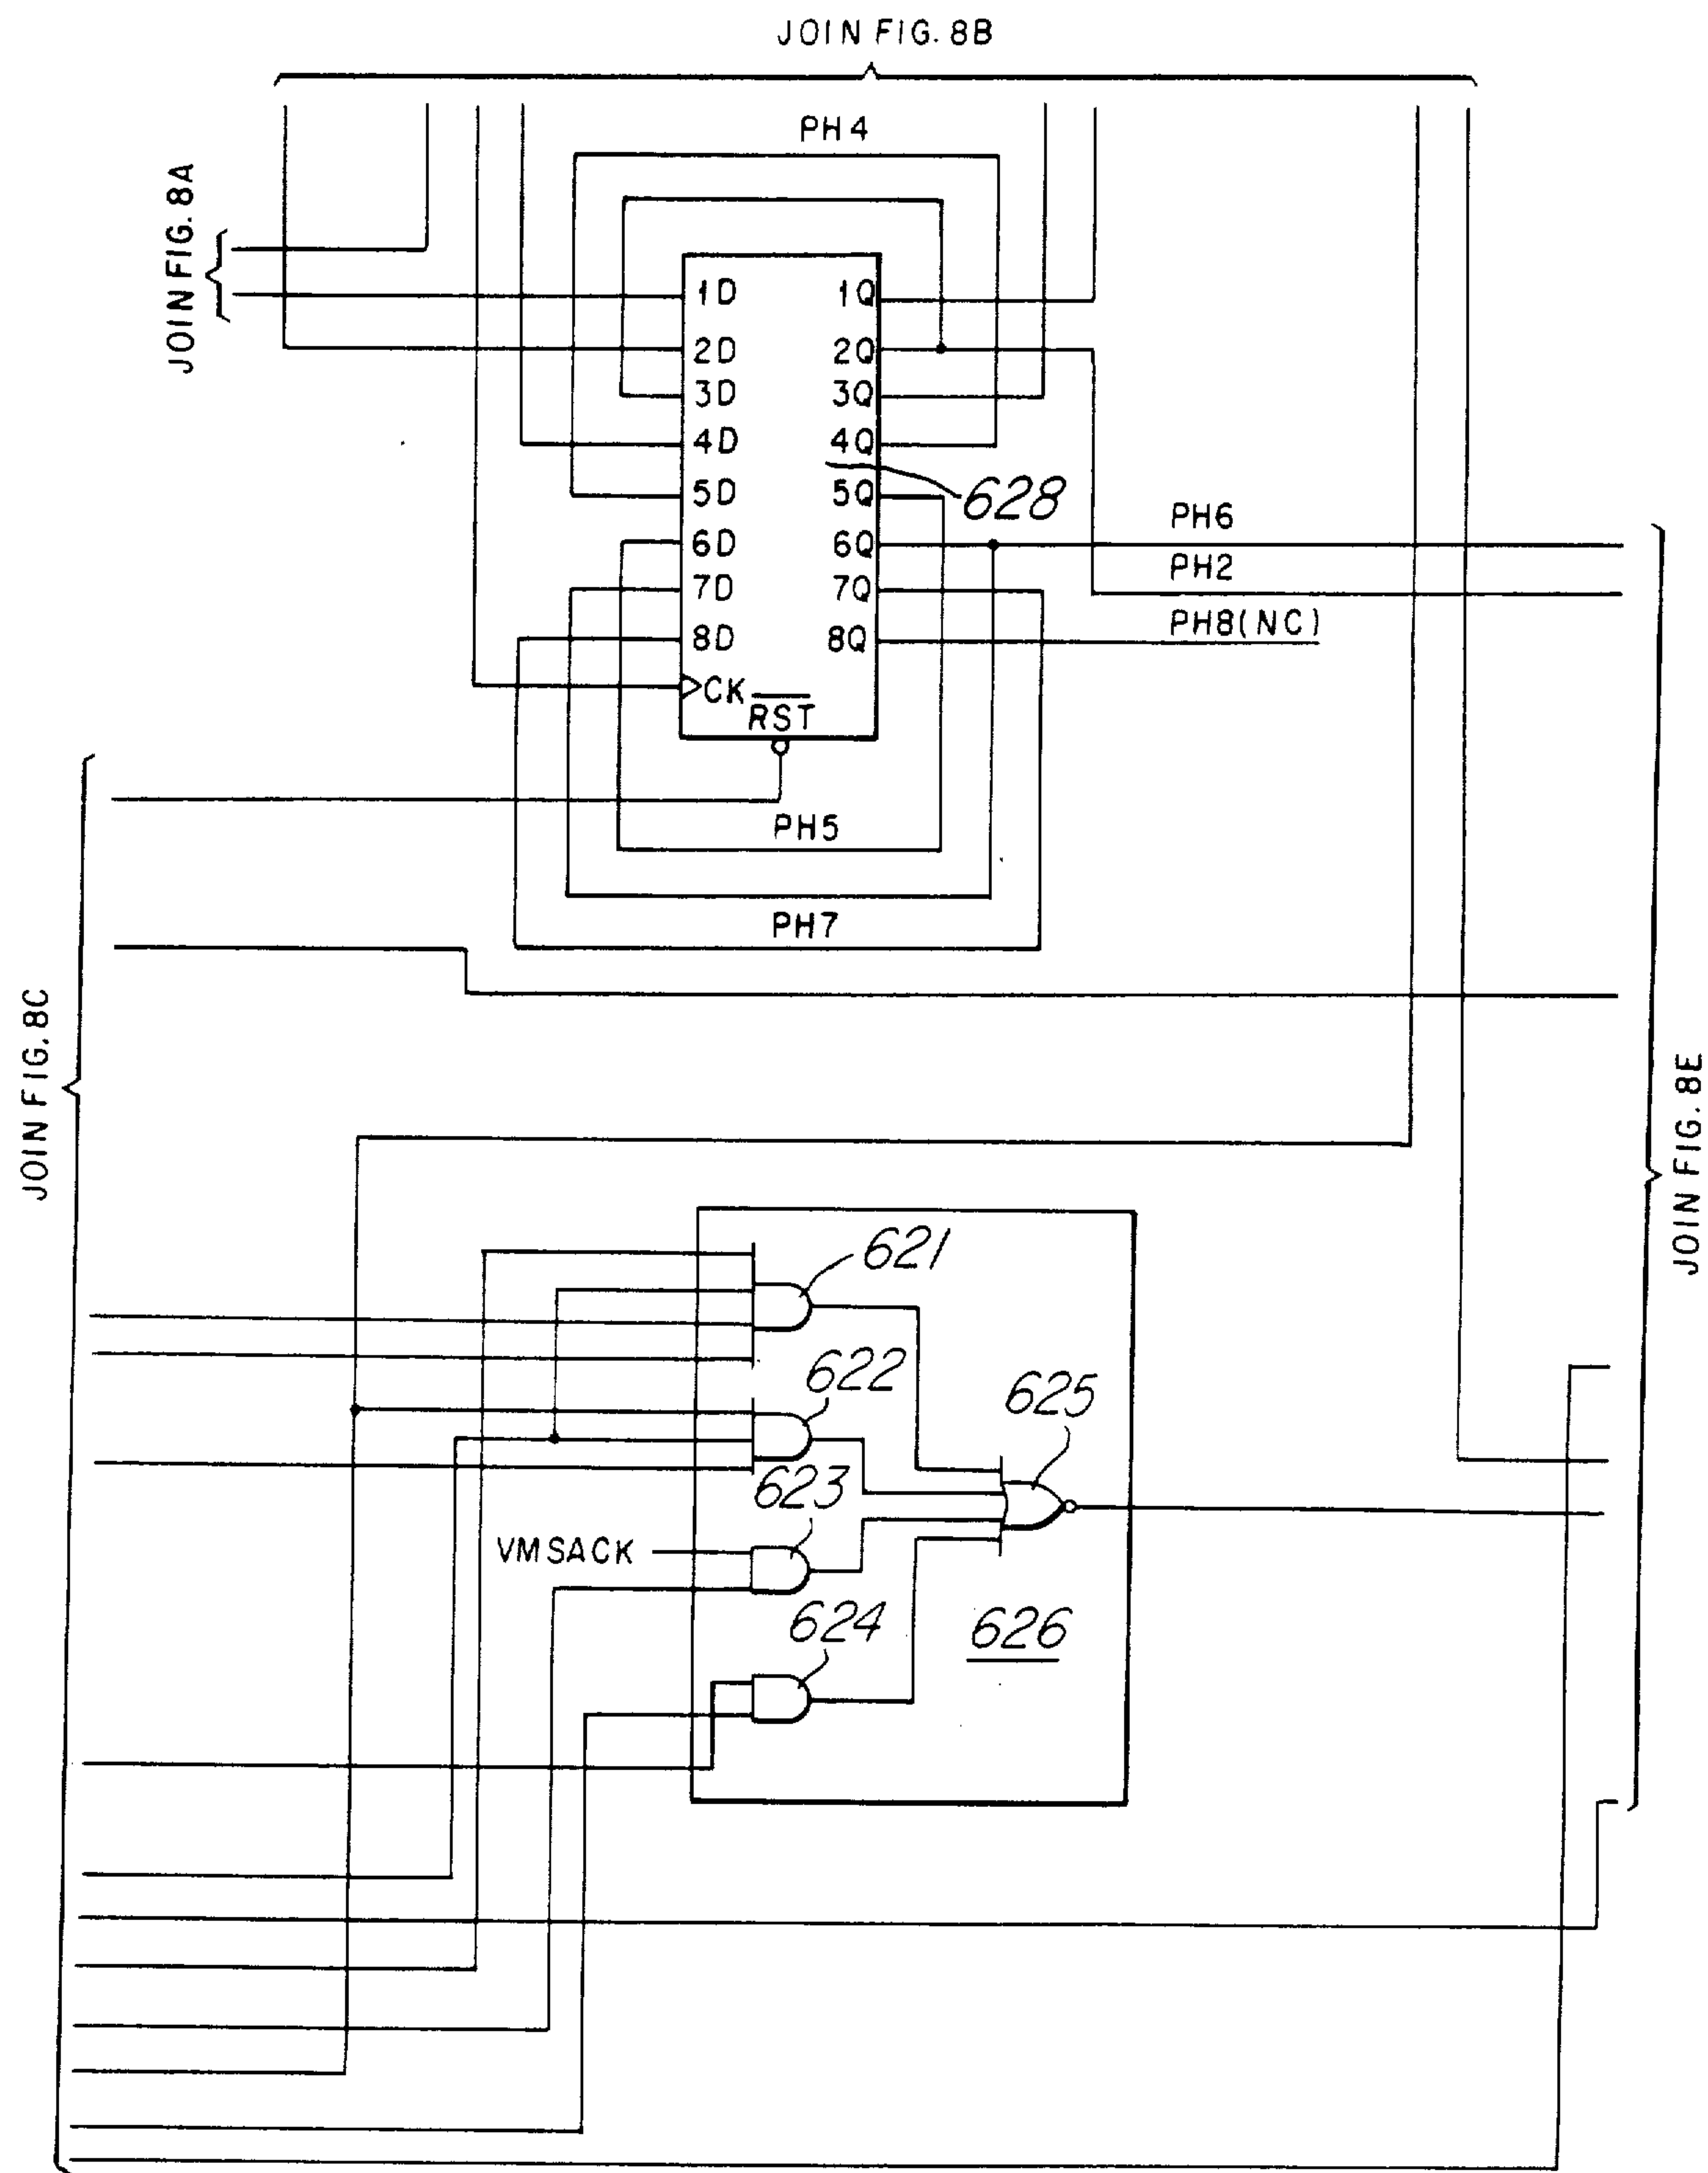 JOIN FIG. 8B
PH4
JOIN FIG. 8A
1D 1Q
2D 2Q
3D 3Q
4D 4Q
5D 5Q
628
6D 6Q
PH6
7D 7Q
PH2
8D 8Q
PH8(NC)
CK
RST
PH5
PH7
JOIN FIG. 8C
JOIN FIG. 8E
621
622
625
623
VMSACK
624
626